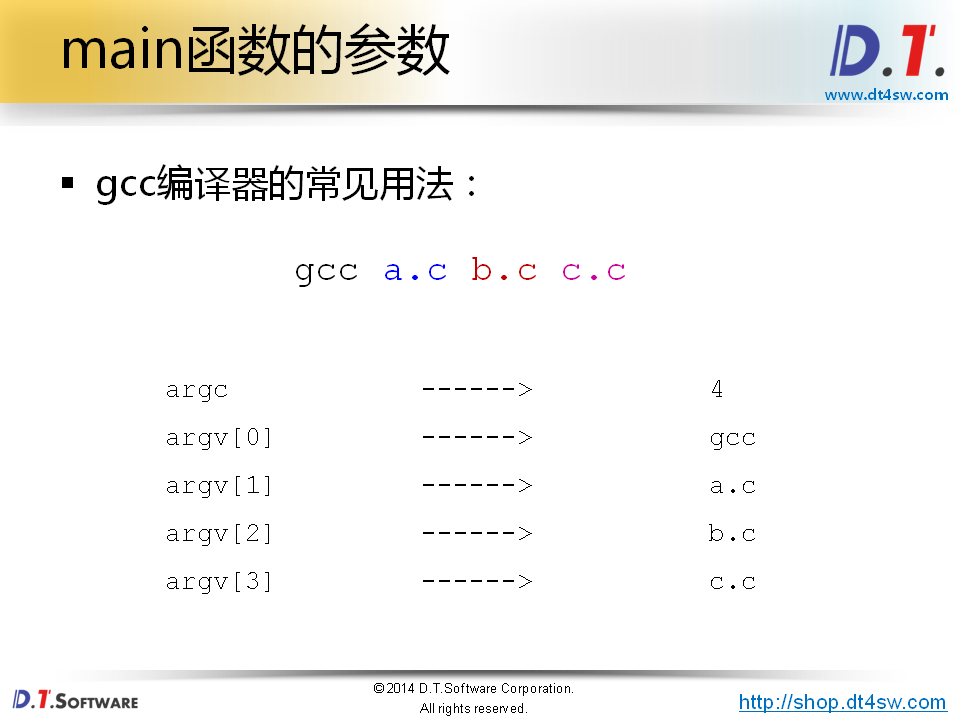 main函数的参数
D.T.
www.dt4sw.com
▪ gcc编译器的常见用法：
gcc a.c b.c c.c
argc ------> 4
argv[0] ------> gcc
argv[1] ------> a.c
argv[2] ------> b.c
argv[3] ------> c.c
D.T.SOFTWARE
©2014 D.T.Software Corporation.
All rights reserved.
http://shop.dt4sw.com